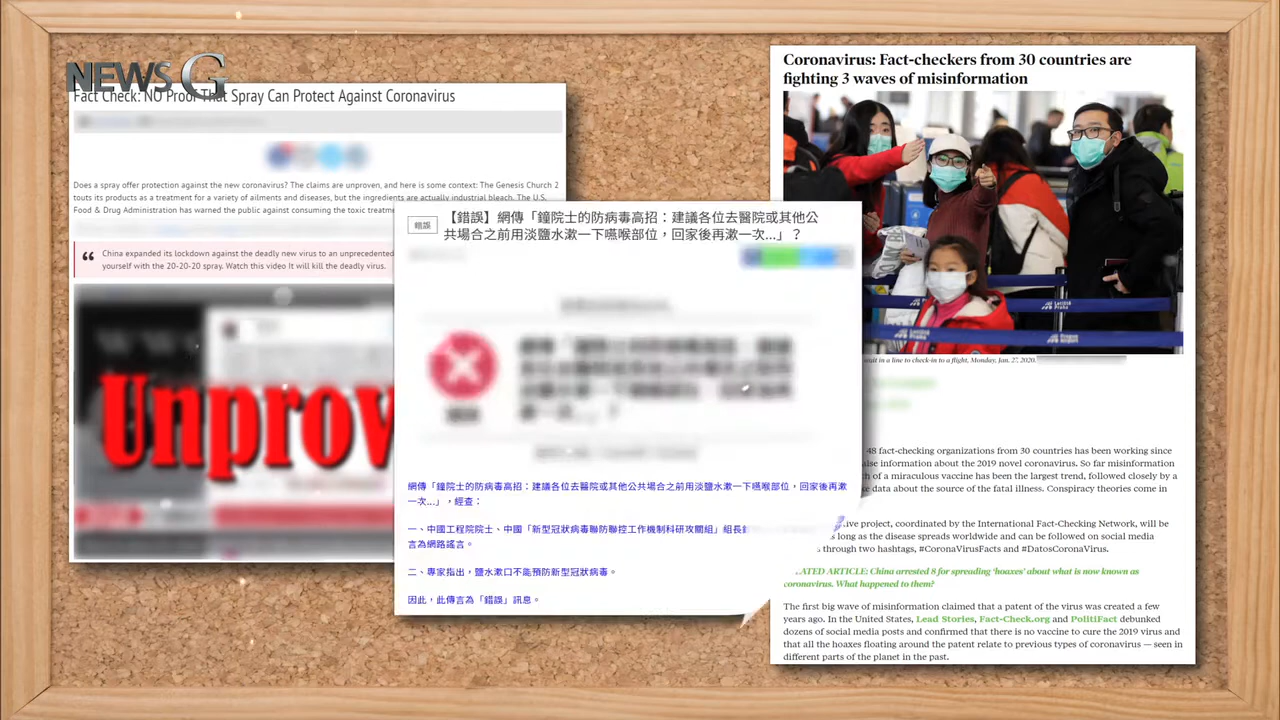 NEWS G
Fact Check: NO Proof That Spray Can Protect Against Coronavirus
Does a spray offer protection against the new coronavirus? The claims are unproven, and here is some context: The Genesis Church 2
touts its products as a treatment for a variety of ailments and diseases, but the ingredients are actually industrial bleach. The U.S.
Food & Drug Administration has warned the public against consuming the toxic
China expanded its lockdown against the deadly new virus to an unprecedented
yourself with the 20-20-20 spray. Watch this video It will kill the deadly virus.
Unprov
錯誤
【錯誤】網傳「鐘院士的防病毒高招：建議各位去醫院或其他公
共場合之前用淡鹽水漱一下嚥喉部位，回家後再漱一次...」？
網傳「鐘院士的防病毒高招：建議各位去醫院或其他公共場合之前用淡鹽水漱一下嚥喉部位，回家後再漱
一次...」，經查：
一、中國工程院院士、中國「新型冠狀病毒聯防聯控工作機制科研攻關組」組長
言為網路謠言。
二、專家指出，鹽水漱口不能預防新型冠狀病毒。
因此，此傳言為「錯誤」訊息。
Coronavirus: Fact-checkers from 30 countries are
fighting 3 waves of misinformation
wait in a line to check-in to a flight, Monday, Jan. 27, 2020.
48 fact-checking organizations from 30 countries has been working since
information about the 2019 novel coronavirus. So far misinformation
of a miraculous vaccine has been the largest trend, followed closely by a
data about the source of the fatal illness. Conspiracy theories come in
project, coordinated by the International Fact-Checking Network, will be
long as the disease spreads worldwide and can be followed on social media
through two hashtags, #CoronaVirusFacts and #DatosCoronaVirus.
ARTICLE: China arrested 8 for spreading ‘hoaxes’ about what is now known as
coronavirus. What happened to them?
The first big wave of misinformation claimed that a patent of the virus was created a few
years ago. In the United States, Lead Stories, Fact-Check.org and PolitiFact debunked
dozens of social media posts and confirmed that there is no vaccine to cure the 2019 virus and
that all the hoaxes floating around the patent relate to previous types of coronavirus — seen in
different parts of the planet in the past.